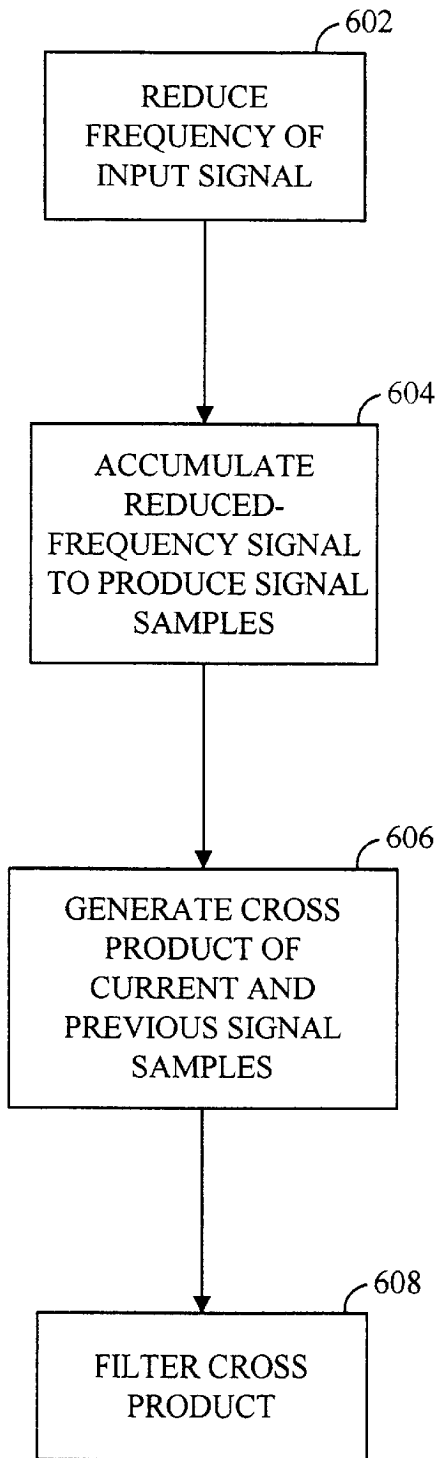 602
REDUCE
FREQUENCY OF
INPUT SIGNAL
604
ACCUMULATE
REDUCED-
FREQUENCY SIGNAL
TO PRODUCE SIGNAL
SAMPLES
606
GENERATE CROSS
PRODUCT OF
CURRENT AND
PREVIOUS SIGNAL
SAMPLES
608
FILTER CROSS
PRODUCT